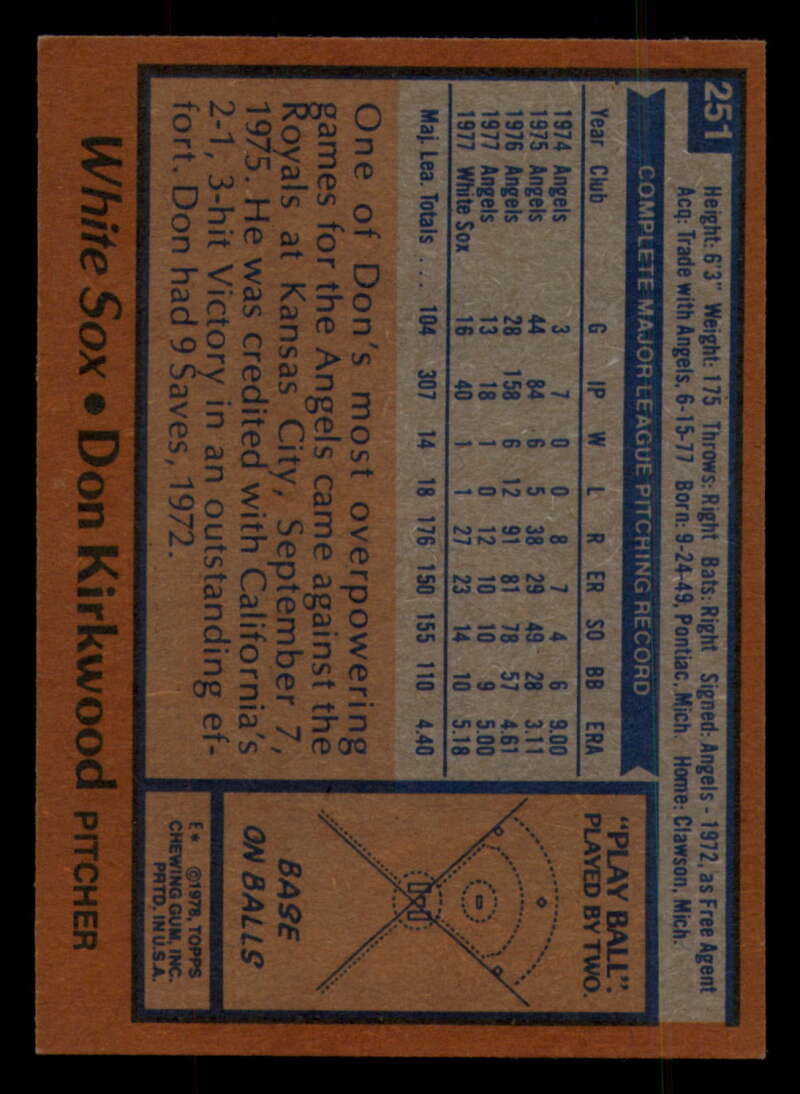 251
Height: 6'3" Weight: 175 Throws: Right Bats: Right Signed: Angels - 1972, as Free Agent
Acq: Trade with Angels, 6-15-77 Born: 9-24-49, Pontiac, Mich. Home: Clawson, Mich.
COMPLETE MAJOR LEAGUE PITCHING RECORD
Year Club G IP W L R ER SO BB ERA
1974 Angels 3 7 0 0 8 7 4 6 9.00
1975 Angels 44 84 6 5 38 29 49 28 3.11
1976 Angels 28 158 6 12 91 81 78 57 4.61
1977 Angels 13 18 1 0 12 10 10 9 5.00
1977 White Sox 16 40 1 1 27 23 14 10 5.18
Maj. Lea. Totals .... 104 307 14 18 176 150 155 110 4.40
One of Don's most overpowering
games for the Angels came against the
Royals at Kansas City, September 7,
1975. He was credited with California's
2-1, 3-hit Victory in an outstanding ef-
fort. Don had 9 Saves, 1972.
"PLAY BALL":
PLAYED BY TWO.
BASE
ON BALLS
E* ©1978, TOPPS
CHEWING GUM, INC.
PRTD. IN U.S.A.
White Sox • Don Kirkwood PITCHER